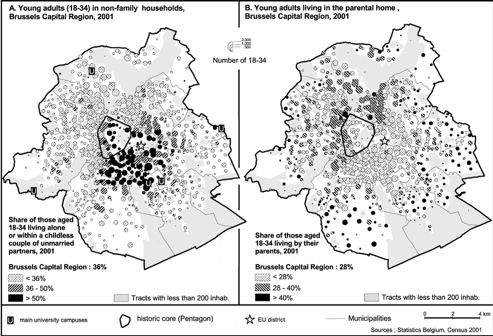 A. Young adults (18-34) in non-family households,
Brussels Capital Region, 2001
B. Young adults living in the parental home ,
Brussels Capital Region, 2001
2,000
Number of 18-34
Share of those aged
18-34 living alone
or within a childless
couple of unmarried
partners, 2001
Brussels Capital Region : 36%
< 36%
36 - 50%
> 50%
Tracts with less than 200 inhab.
Share of those aged
18-34 living by their
parents, 2001
Brussels Capital Region : 28%
< 28%
28 - 40%
> 40%
Tracts with less than 200 inhab.
U main university campuses
historic core (Pentagon)
EU district
Municipalities
0 2 4 km
Sources : Statistics Belgium, Census 2001